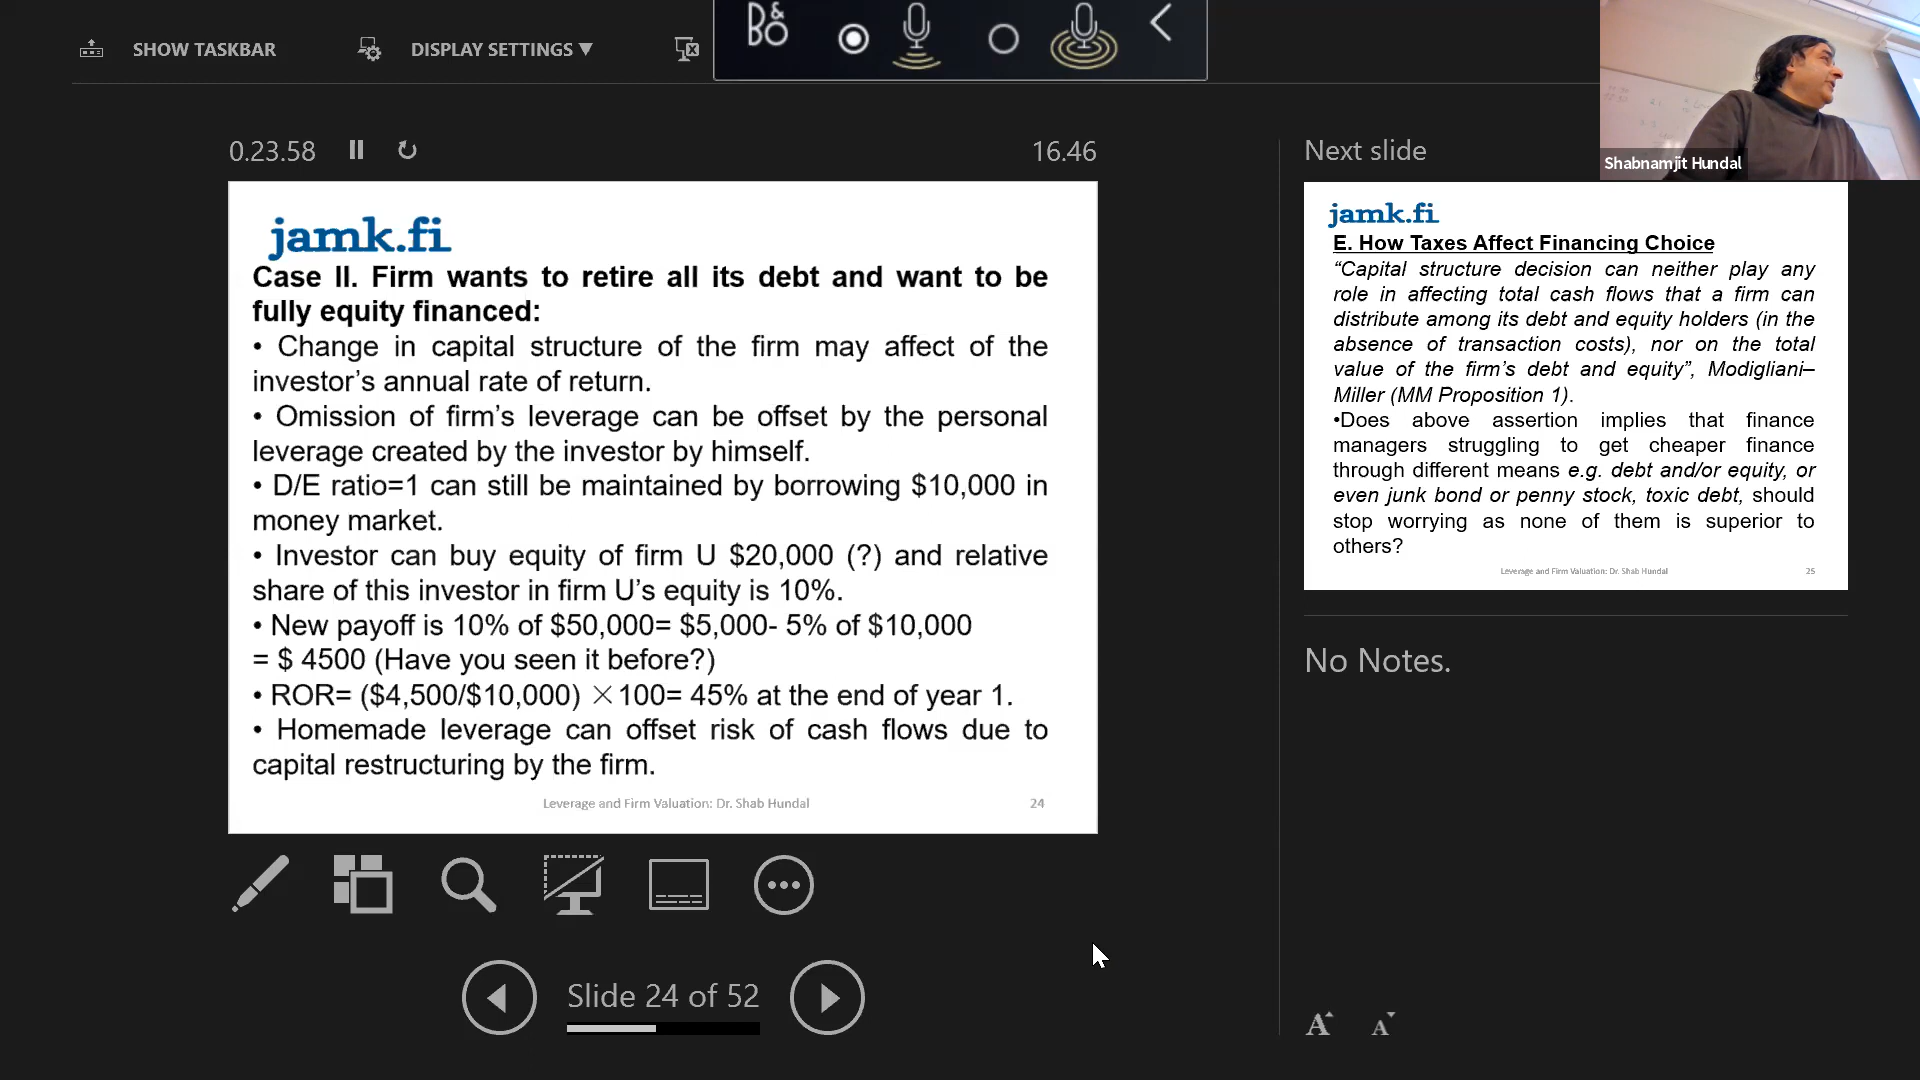 SHOW TASKBAR
DISPLAY SETTINGS ▼
B&O
Shabnamjit Hundal
0.23.58
16.46
Next slide
jamk.fi
Case II. Firm wants to retire all its debt and want to be
fully equity financed:
• Change in capital structure of the firm may affect of the
investor’s annual rate of return.
• Omission of firm’s leverage can be offset by the personal
leverage created by the investor by himself.
• D/E ratio=1 can still be maintained by borrowing $10,000 in
money market.
• Investor can buy equity of firm U $20,000 (?) and relative
share of this investor in firm U’s equity is 10%.
• New payoff is 10% of $50,000= $5,000- 5% of $10,000
= $ 4500 (Have you seen it before?)
• ROR= ($4,500/$10,000) ×100= 45% at the end of year 1.
• Homemade leverage can offset risk of cash flows due to
capital restructuring by the firm.
Leverage and Firm Valuation: Dr. Shab Hundal
24
jamk.fi
E. How Taxes Affect Financing Choice
“Capital structure decision can neither play any
role in affecting total cash flows that a firm can
distribute among its debt and equity holders (in the
absence of transaction costs), nor on the total
value of the firm’s debt and equity”, Modigliani–
Miller (MM Proposition 1).
•Does above assertion implies that finance
managers struggling to get cheaper finance
through different means e.g. debt and/or equity, or
even junk bond or penny stock, toxic debt, should
stop worrying as none of them is superior to
others?
Leverage and Firm Valuation: Dr. Shab Hundal
25
No Notes.
Slide 24 of 52
A A